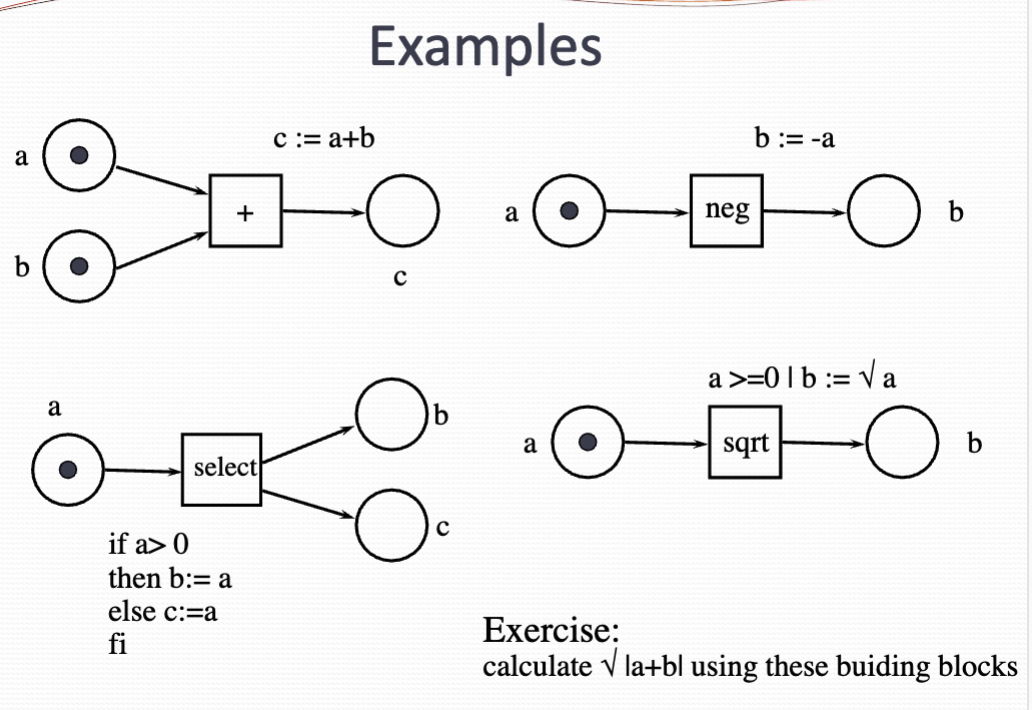 Examples
c := a+b
a
+
b
c
b := -a
a
neg
b
a
select
b
c
if a> 0
then b:= a
else c:=a
fi
a >=0 | b := √ a
a
sqrt
b
Exercise:
calculate √ |a+b| using these buiding blocks